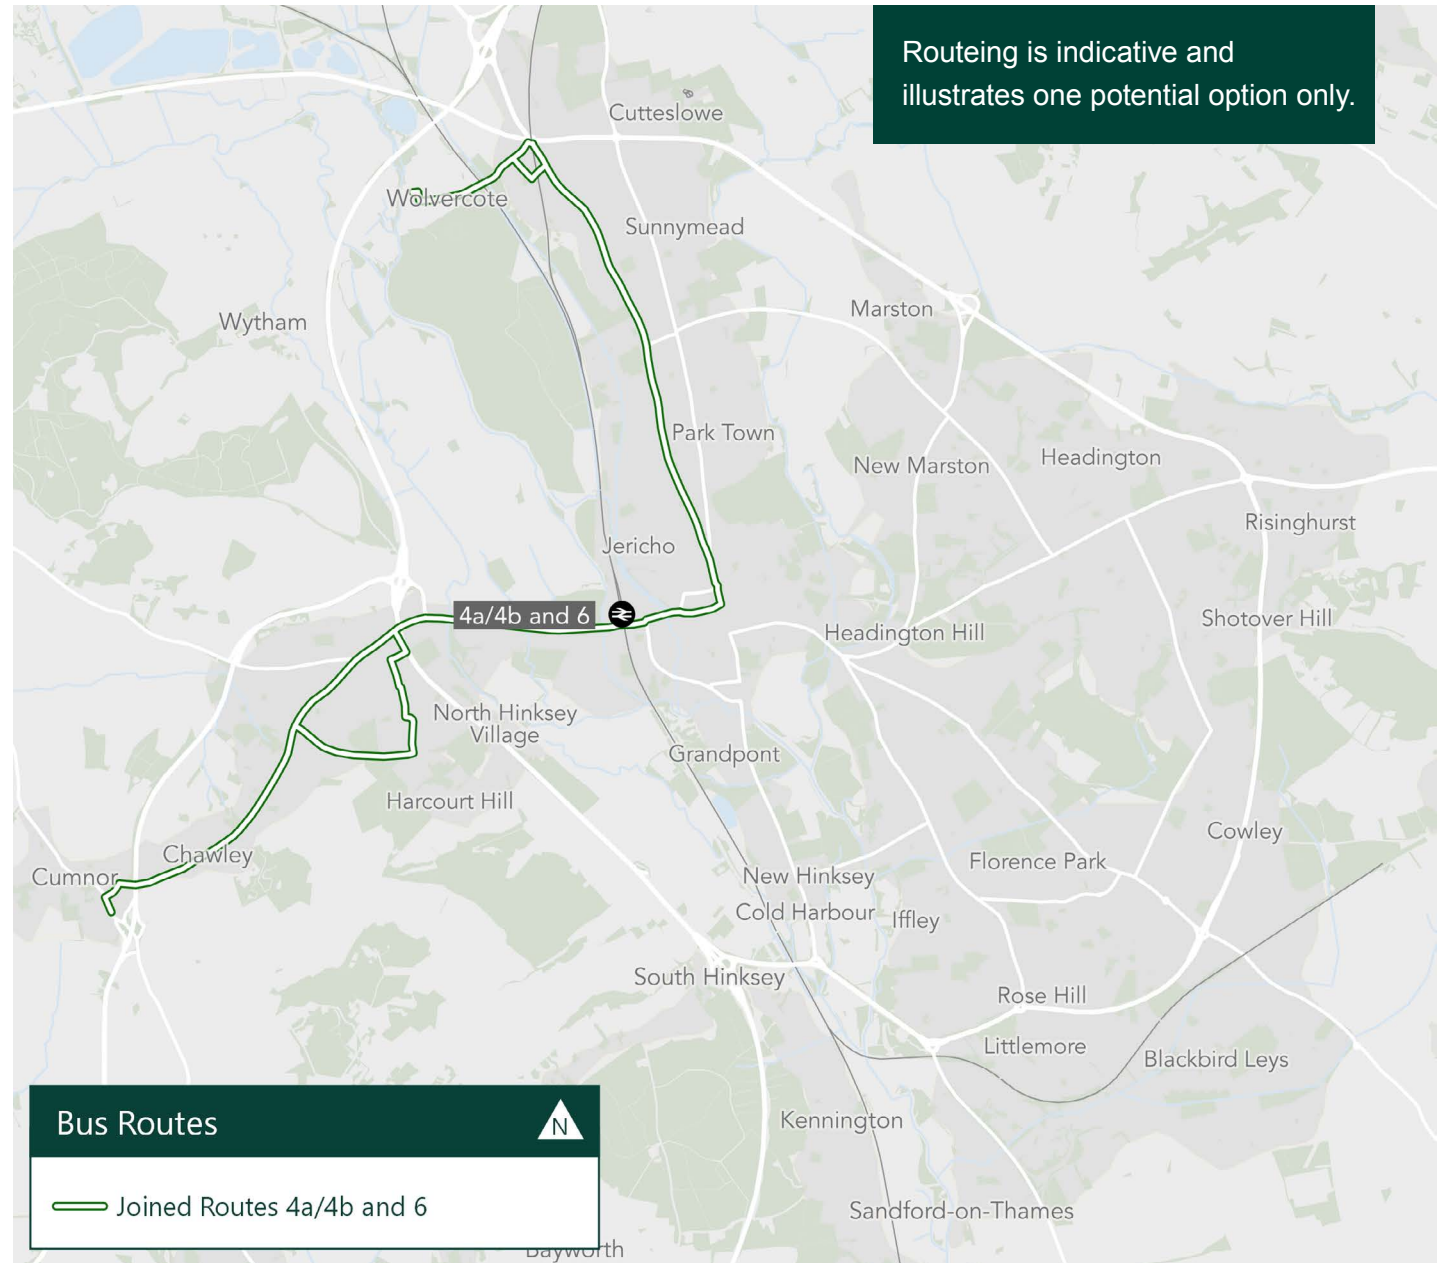 Routeing is indicative and
illustrates one potential option only.
Cutteslowe
Wolvercote
Sunnymead
Marston
Wytham
Park Town
New Marston
Headington
Risinghurst
Jericho
4a/4b and 6
Headington Hill
Shotover Hill
North Hinksey
Village
Grandpont
Harcourt Hill
Cowley
Chawley
Florence Park
Cumnor
New Hinksey
Cold Harbour
Iffley
South Hinksey
Rose Hill
Littlemore
Blackbird Leys
Kennington
Sandford-on-Thames
Bayworth
Bus Routes
N
Joined Routes 4a/4b and 6